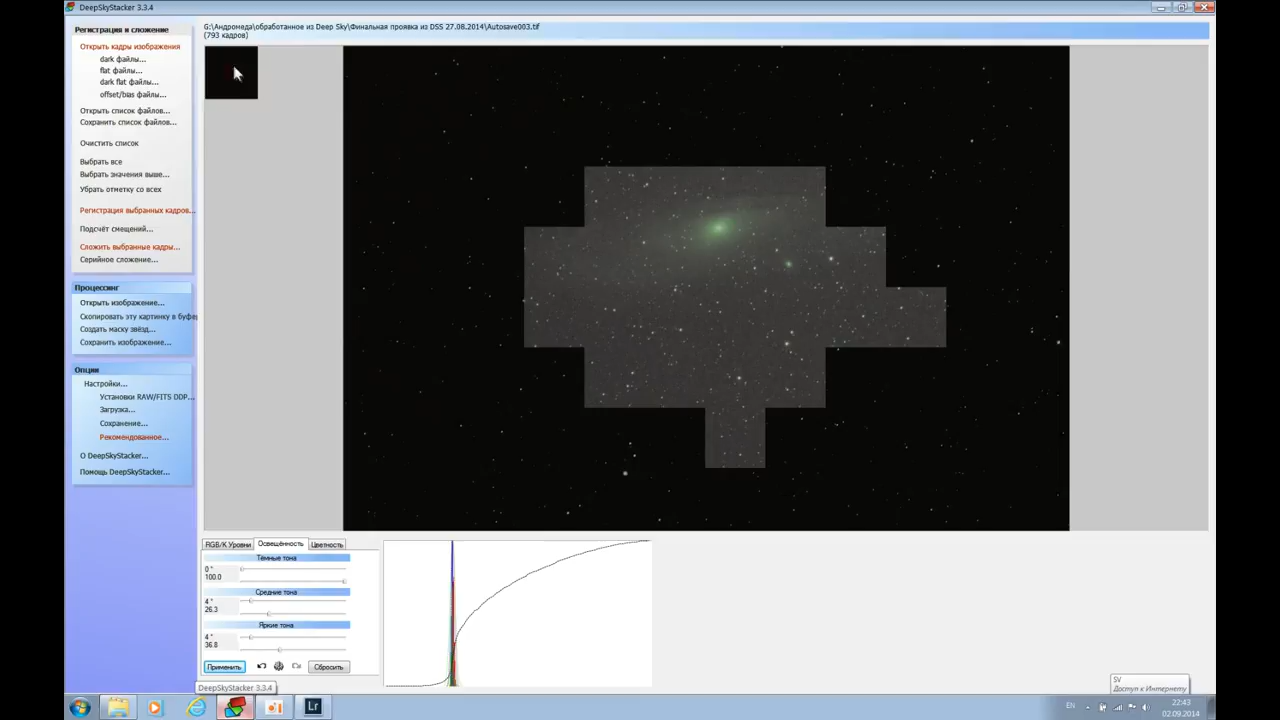 DeepSkyStacker 3.3.4
G:\Андромеда\обработанное из Deep Sky\Финальная проявка из DSS 27.08.2014\Autosave003.tif
(793 кадров)
Регистрация и сложение
Открыть кадры изображения
dark файлы...
flat файлы...
dark flat файлы...
offset/bias файлы...
Открыть список файлов...
Сохранить список файлов...
Очистить список
Выбрать все
Выбрать значения выше...
Убрать отметку со всех
Регистрация выбранных кадров...
Подсчёт смещений...
Сложить выбранные кадры...
Серийное сложение...
Процессинг
Открыть изображение...
Скопировать эту картинку в буфе
Создать маску звёзд...
Сохранить изображение...
Опции
Настройки...
Установки RAW/FITS DDP...
Загрузка...
Сохранение...
Рекомендованное...
О DeepSkyStacker...
Помощь DeepSkyStacker...
RGB/K Уровни
Освещённость
Цветность
Тёмные тона
0 °
100.0
Средние тона
4 °
26.3
Яркие тона
4 °
36.8
Применить
Сбросить
DeepSkyStacker 3.3.4
SV
Доступ к Интернету
Lr
EN
22:43
02.09.2014